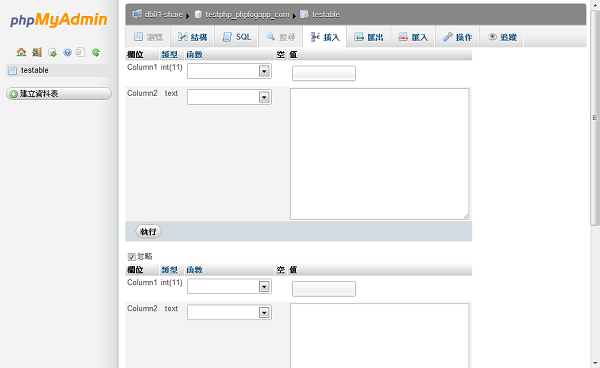 phpMyAdmin
testable
建立資料表
db01-share ▸ testphp_phpfogapp_com ▸ testable
瀏覽 結構 SQL 搜尋 插入 匯出 匯入 操作 追蹤
欄位 類型 函數 空 值
Column1 int(11)
Column2 text
執行
忽略
欄位 類型 函數 空 值
Column1 int(11)
Column2 text